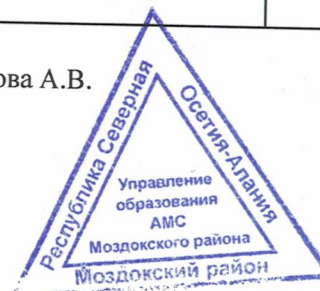 ова А.В.
Республика Северная
Осетия-Алания
Управление
образования
АМС
Моздокского района
Моздокский район